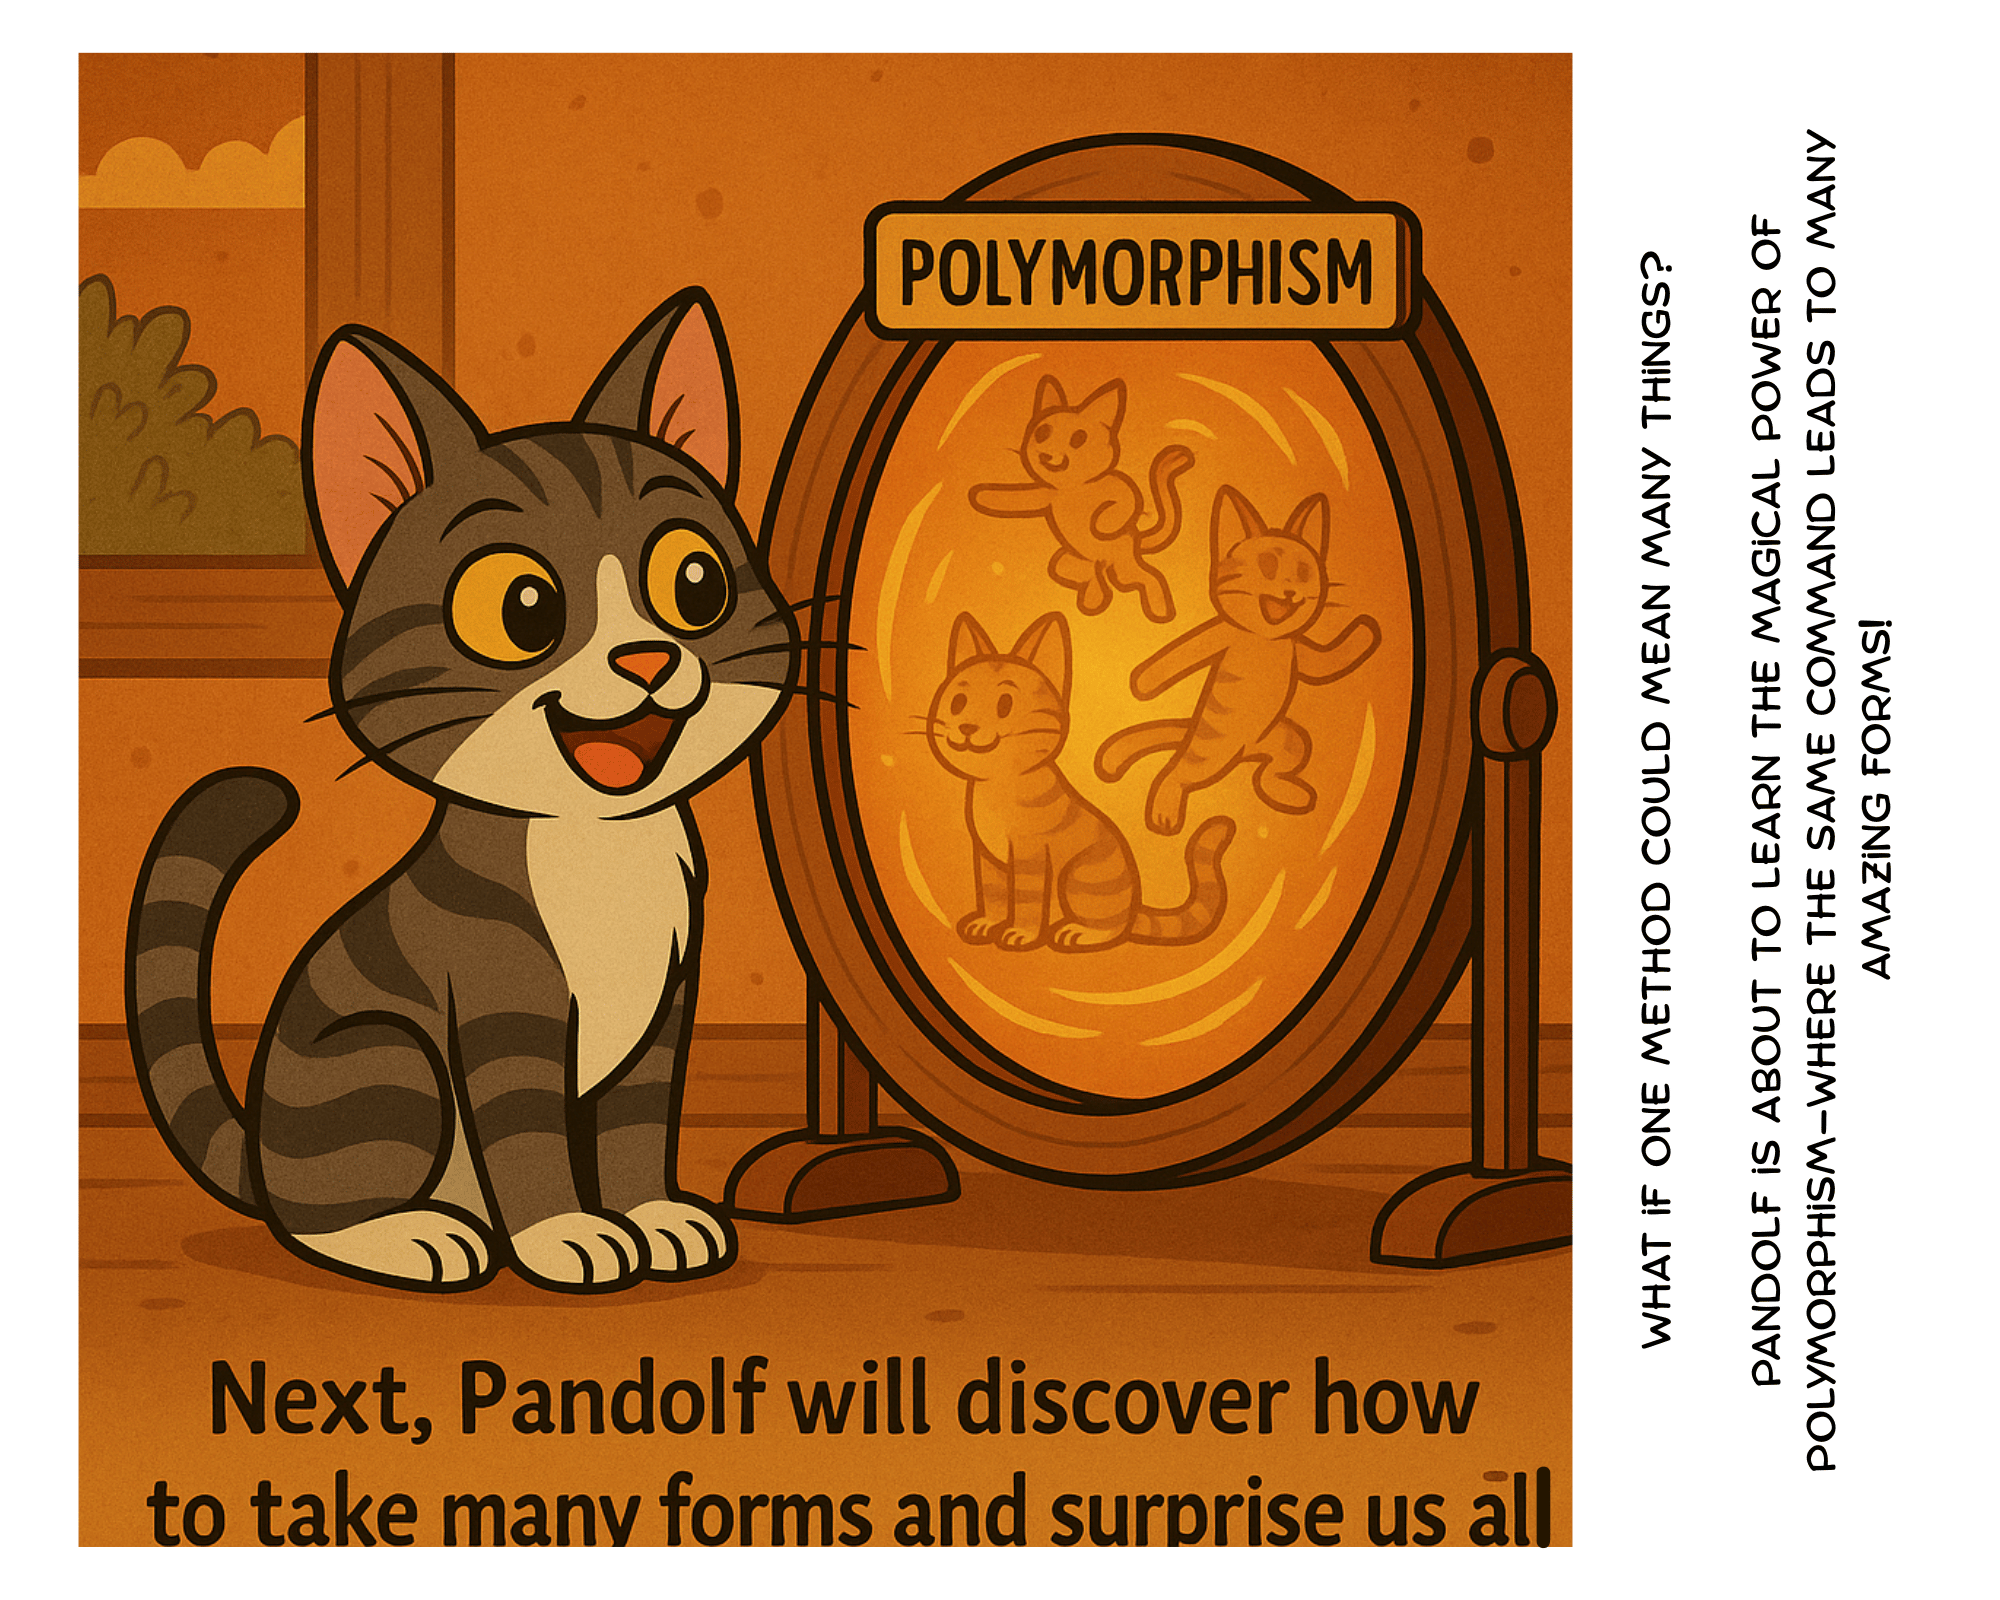 POLYMORPHISM
Next, Pandolf will discover how
to take many forms and surprise us all
WHAT IF ONE METHOD COULD MEAN MANY THINGS?
PANDOLF IS ABOUT TO LEARN THE MAGICAL POWER OF
POLYMORPHISM—WHERE THE SAME COMMAND LEADS TO MANY
AMAZING FORMS!